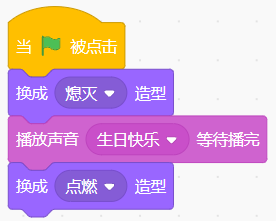 当 被点击
换成 熄灭 造型
播放声音 生日快乐 等待播完
换成 点燃 造型